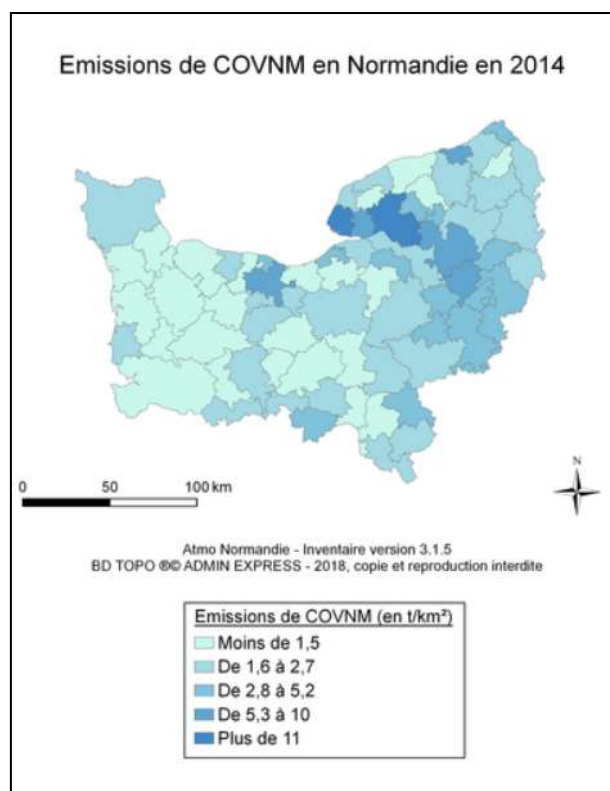 Emissions de COVNM en Normandie en 2014
0 50 100 km
N
Atmo Normandie - Inventaire version 3.1.5
BD TOPO ®© ADMIN EXPRESS - 2018, copie et reproduction interdite
Emissions de COVNM (en t/km²)
Moins de 1,5
De 1,6 à 2,7
De 2,8 à 5,2
De 5,3 à 10
Plus de 11